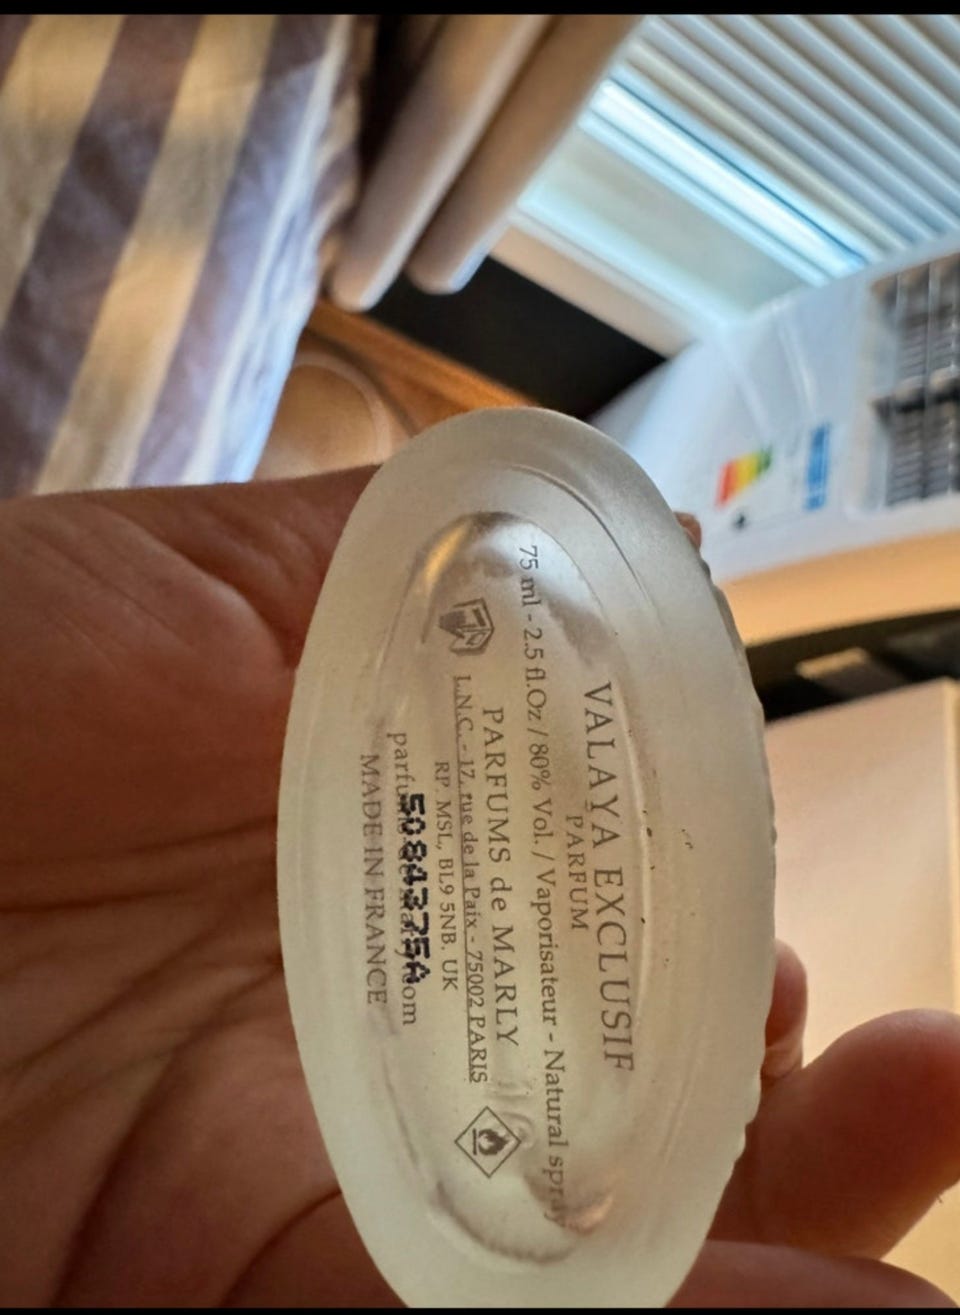 VALAYA EXCLUSIF
PARFUM
75 ml - 2.5 fl.Oz / 80% Vol. / Vaporisateur - Natural spray
PARFUMS de MARLY
L.N.C. - 17, rue de la Paix - 75002 PARIS
RP. MSL, BL9 5NB. UK
5084375A
MADE IN FRANCE